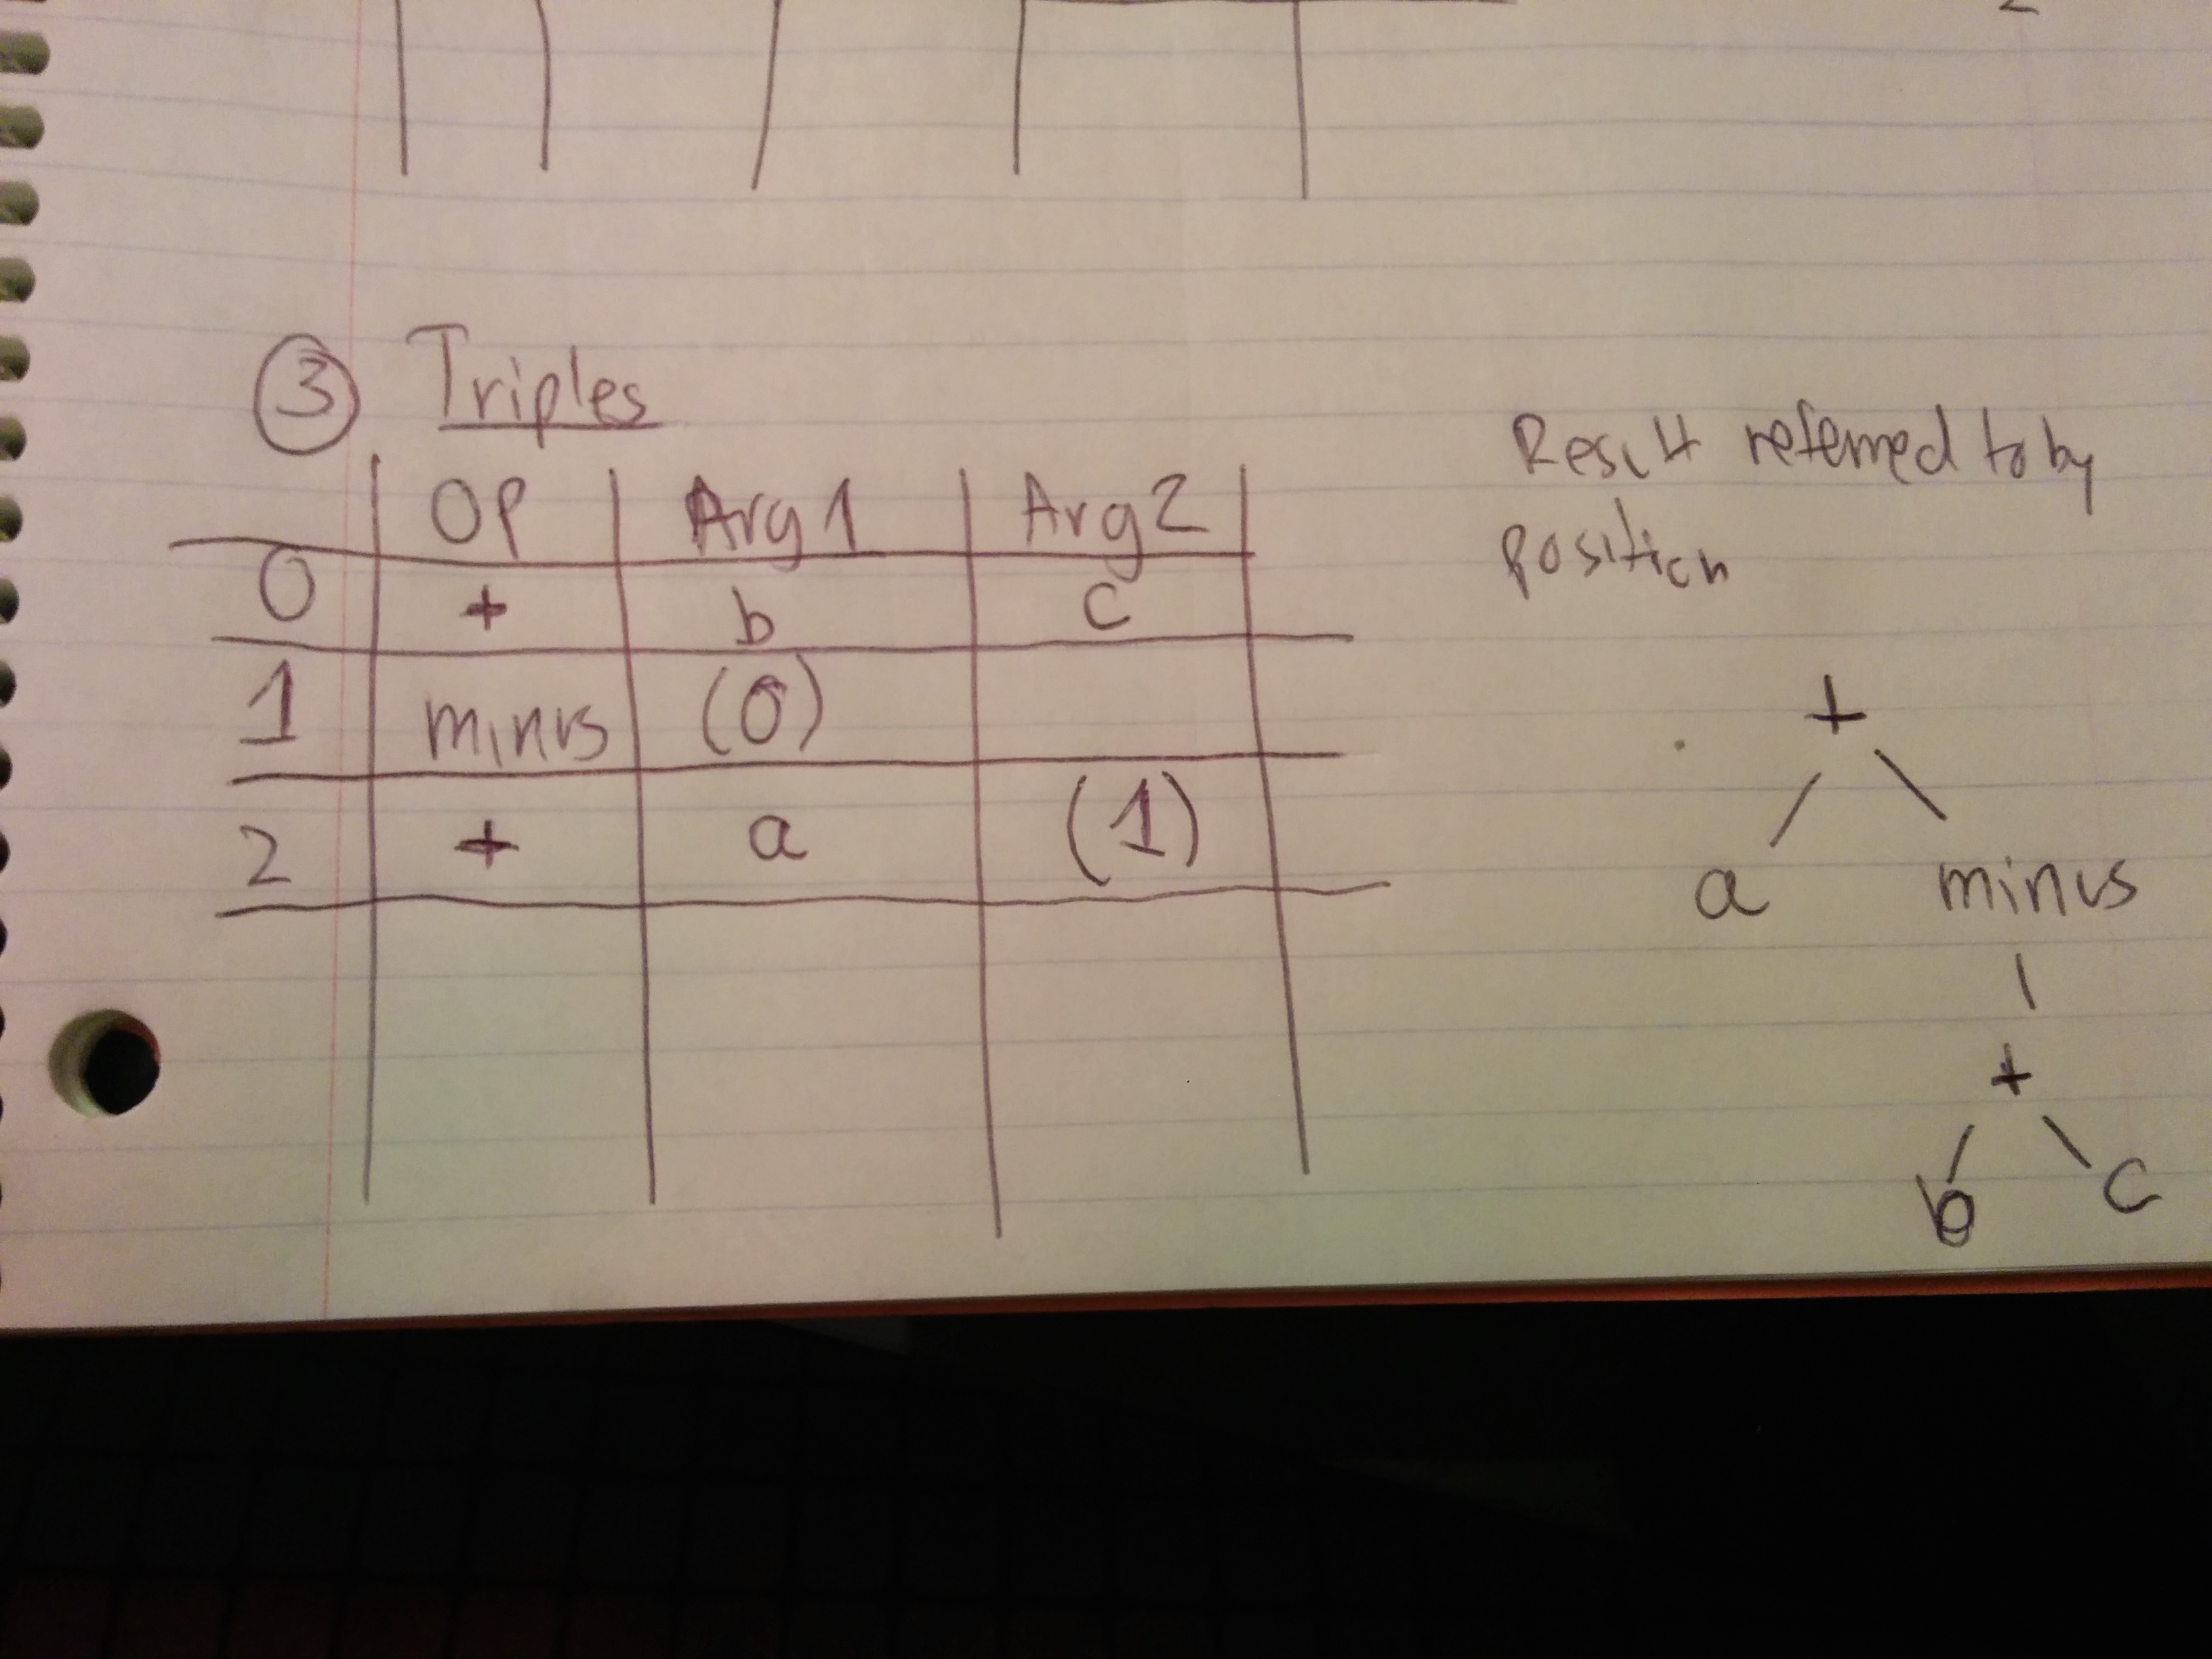 ③ Triples
Op Arg1 Arg2
0 + b c
1 minus (0)
2 + a (1)
Result referred to by
position
+
a minus
+
b c